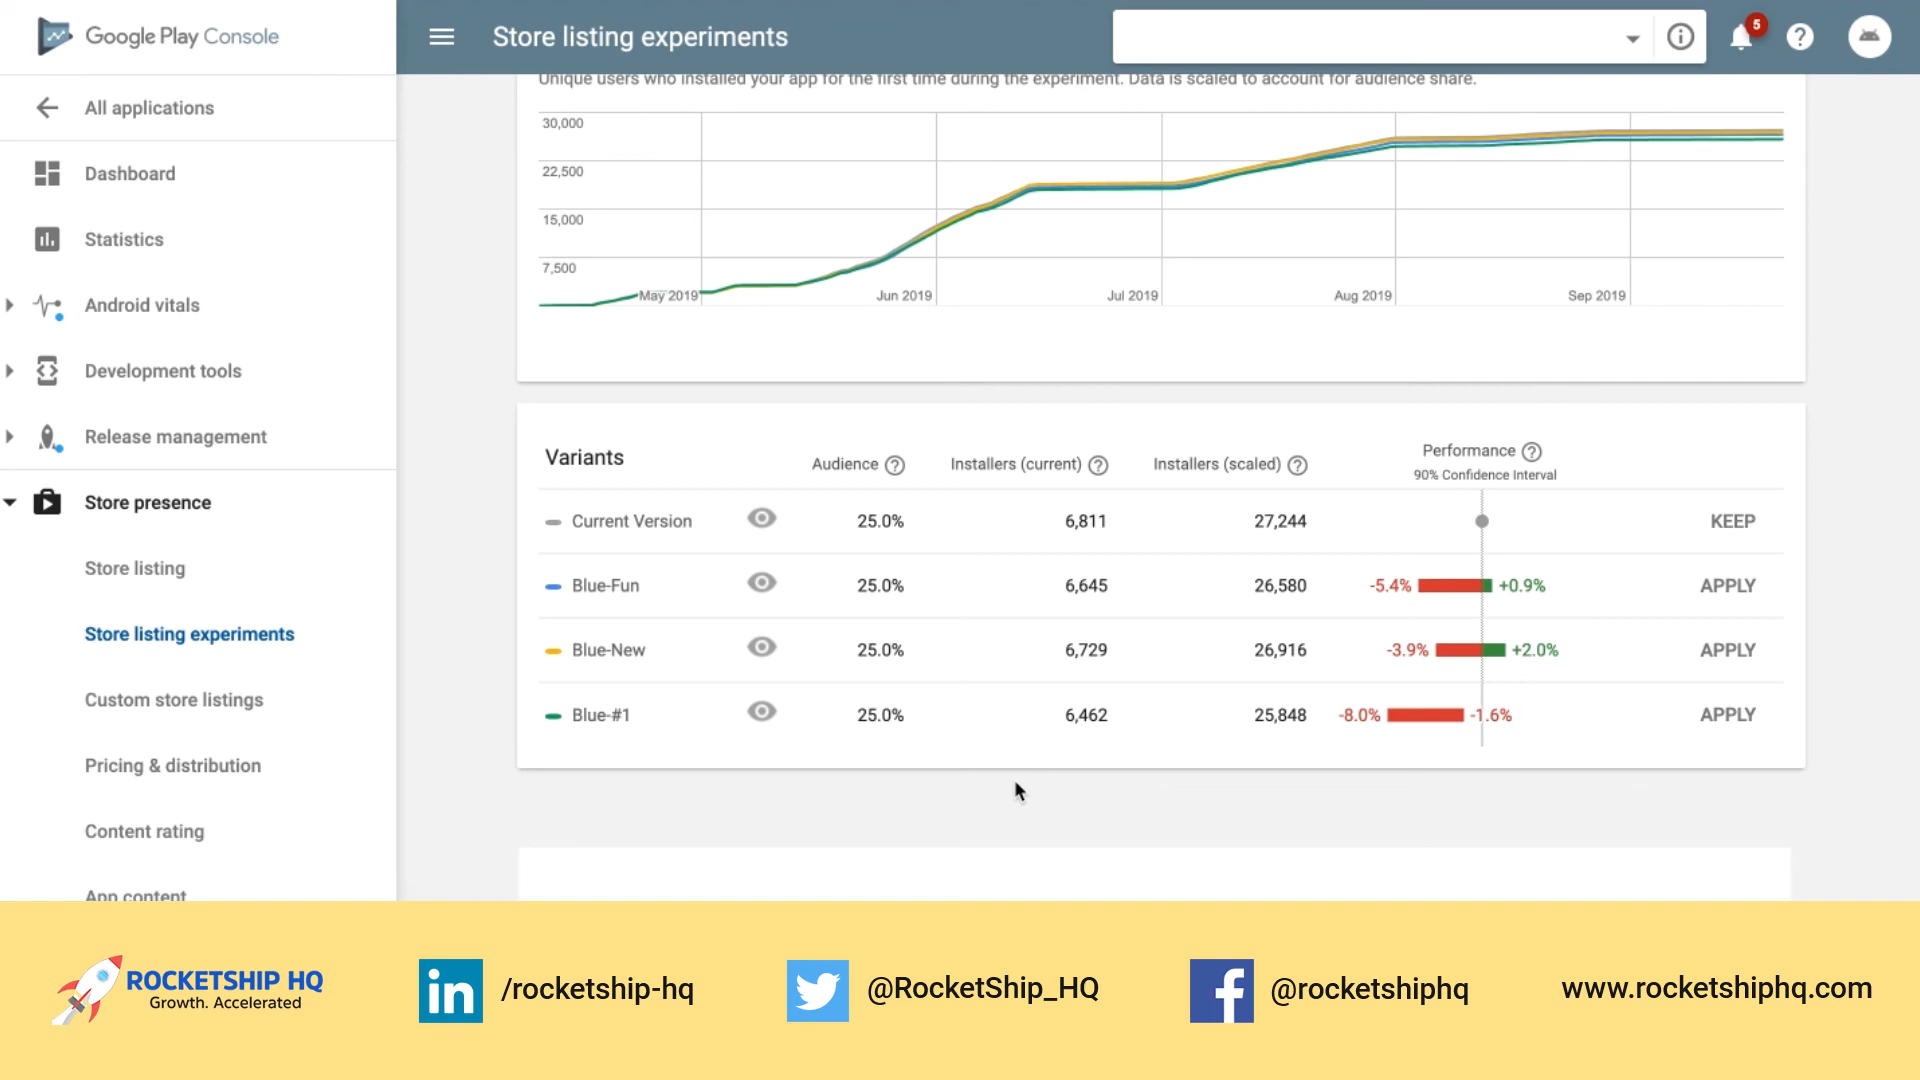 Google Play Console
Store listing experiments
5
All applications
Dashboard
Statistics
Android vitals
Development tools
Release management
Store presence
Store listing
Store listing experiments
Custom store listings
Pricing & distribution
Content rating
App content
Unique users who installed your app for the first time during the experiment. Data is scaled to account for audience share.
30,000
22,500
15,000
7,500
May 2019
Jun 2019
Jul 2019
Aug 2019
Sep 2019
Variants
Audience
Installers (current)
Installers (scaled)
Performance
90% Confidence Interval
Current Version 25.0% 6,811 27,244 KEEP
Blue-Fun 25.0% 6,645 26,580 -5.4% +0.9% APPLY
Blue-New 25.0% 6,729 26,916 -3.9% +2.0% APPLY
Blue-#1 25.0% 6,462 25,848 -8.0% -1.6% APPLY
ROCKETSHIP HQ
Growth. Accelerated
/rocketship-hq
@RocketShip_HQ
@rocketshiphq
www.rocketshiphq.com